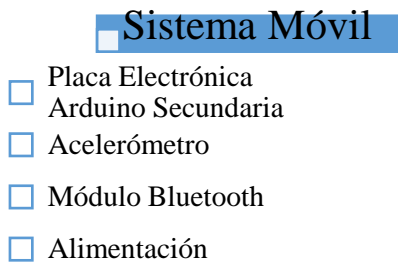 Sistema Móvil
Placa Electrónica
Arduino Secundaria
Acelerómetro
Módulo Bluetooth
Alimentación